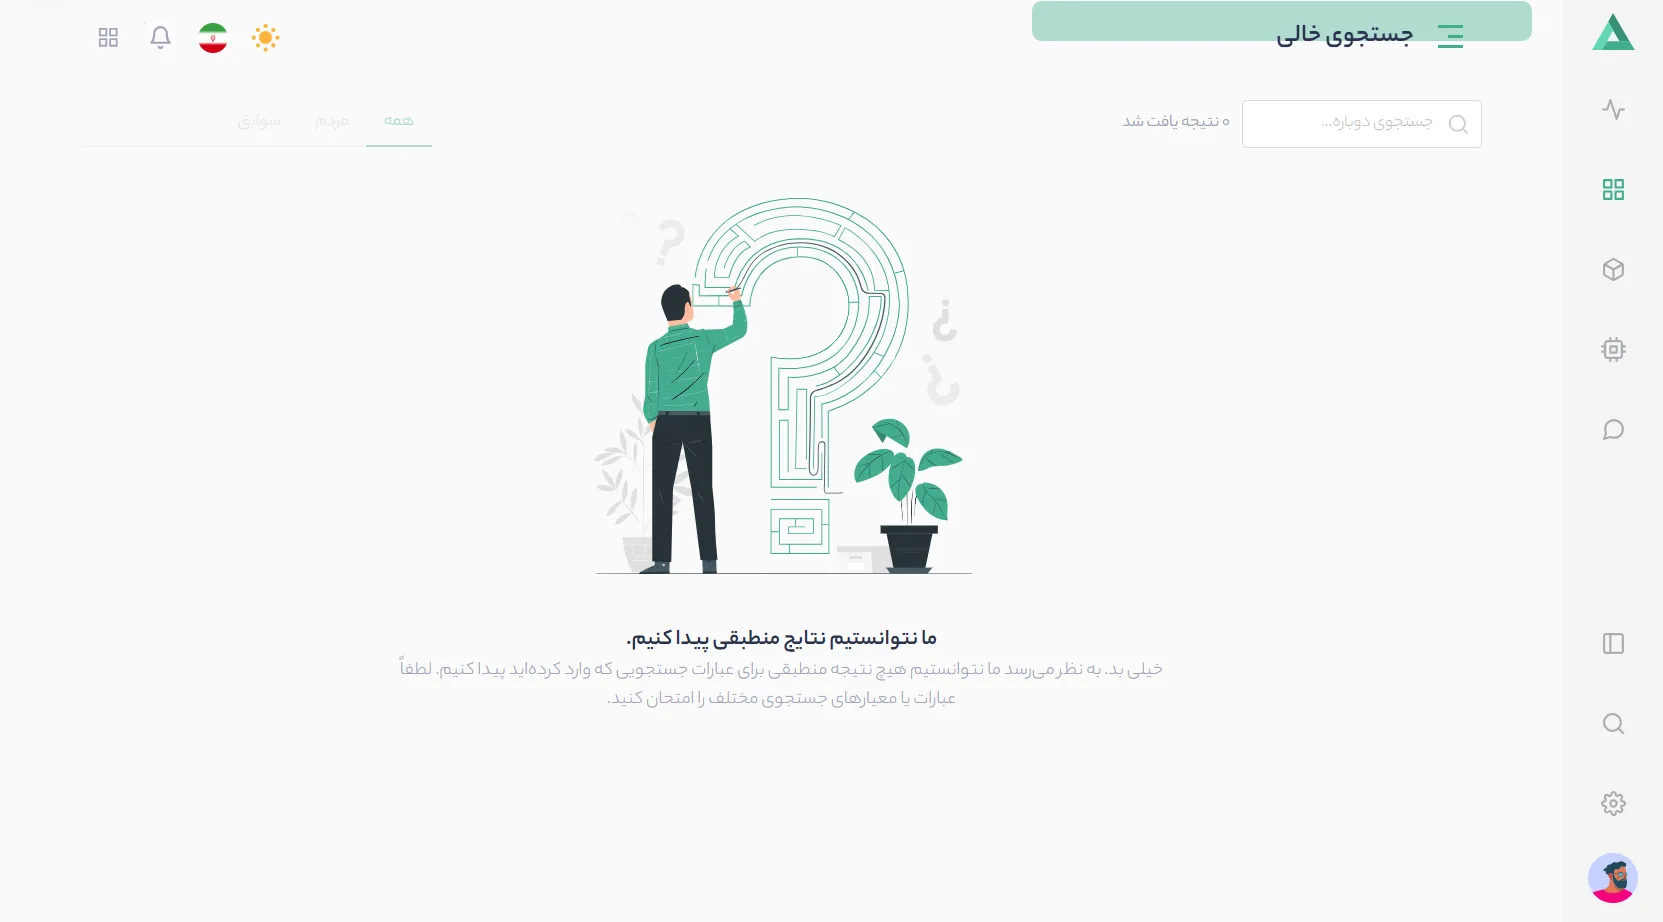 جستجوی خالی
جستجوی دوباره...
۰ نتیجه یافت شد
همه
مردم
سوابق
ما نتوانستیم نتایج منطبقی پیدا کنیم.
خیلی بد. به نظر می‌رسد ما نتوانستیم هیچ نتیجه منطبقی برای عبارات جستجویی که وارد کرده‌اید پیدا کنیم. لطفاً
عبارات یا معیارهای جستجوی مختلف را امتحان کنید.